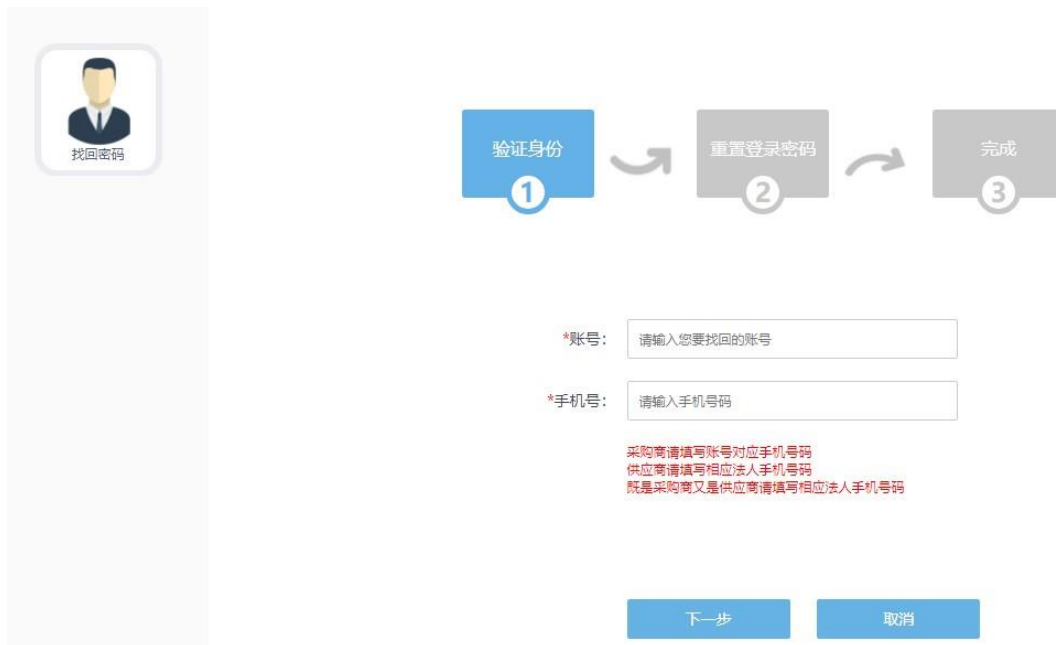 找回密码
验证身份
1
重置登录密码
2
完成
3
*账号：
请输入您要找回的账号
*手机号：
请输入手机号码
采购商请填写账号对应手机号码
供应商请填写相应法人手机号码
既是采购商又是供应商请填写相应法人手机号码
下一步
取消